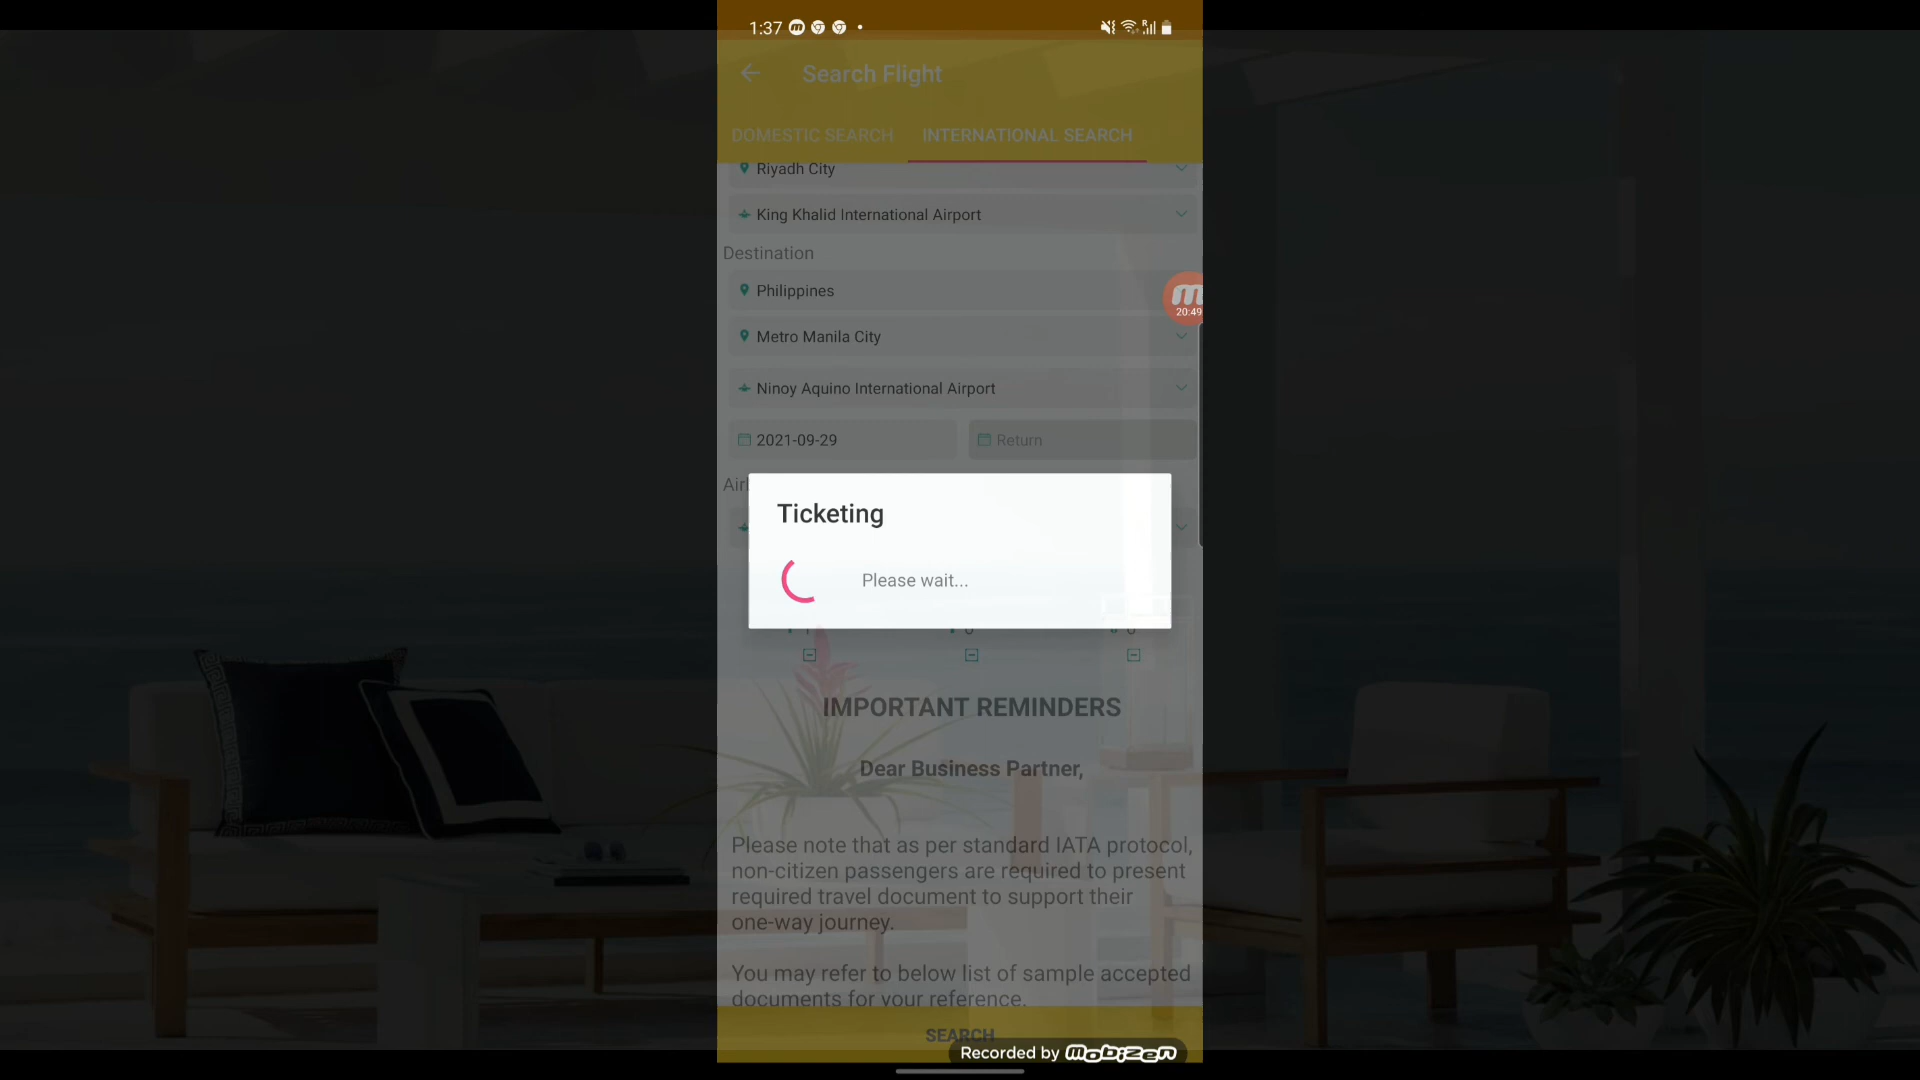 1:37
Search Flight
DOMESTIC SEARCH INTERNATIONAL SEARCH
Riyadh City
King Khalid International Airport
Destination
Philippines
20:49
Metro Manila City
Ninoy Aquino International Airport
2021-09-29 Return
Ticketing
Please wait...
IMPORTANT REMINDERS
Dear Business Partner,
Please note that as per standard IATA protocol,
non-citizen passengers are required to present
required travel document to support their
one-way journey.
You may refer to below list of sample accepted
documents for your reference.
SEARCH
Recorded by mobizen